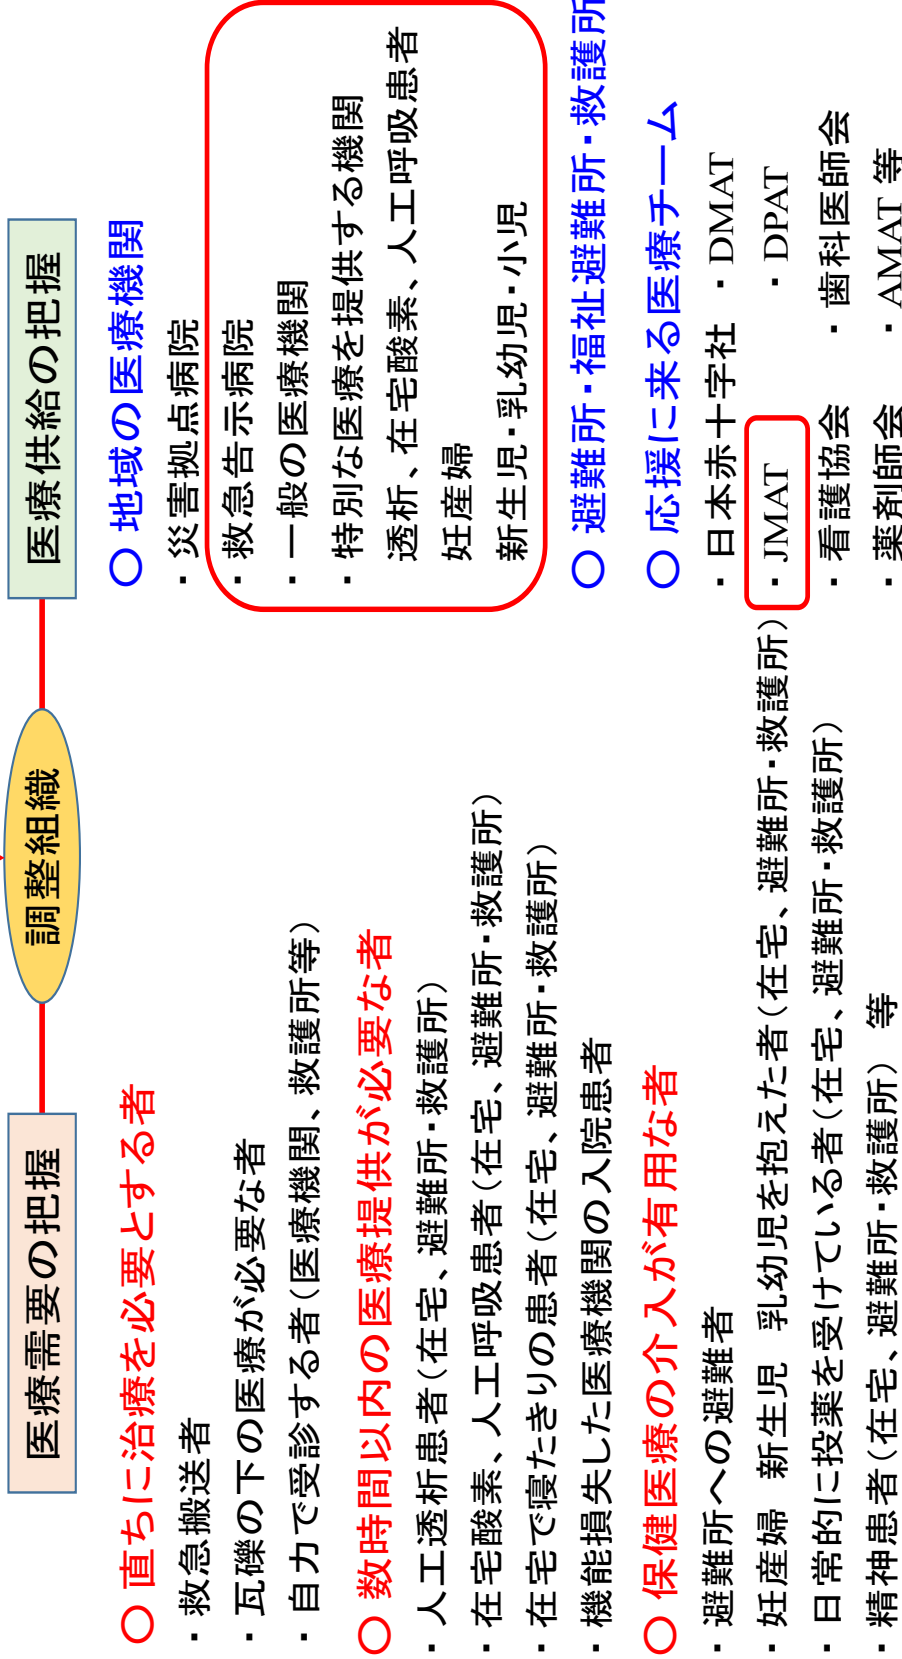 医療需要の把握
調整組織
医療供給の把握
〇 直ちに治療を必要とする者
・救急搬送者
・瓦礫の下の医療が必要な者
・自力で受診する者（医療機関、救護所等）
〇 数時間以内の医療提供が必要な者
・人工透析患者（在宅、避難所・救護所）
・在宅酸素、人工呼吸患者（在宅、避難所・救護所）
・在宅で寝たきりの患者（在宅、避難所・救護所）
・機能損失した医療機関の入院患者
〇 保健医療の介入が有用な者
・避難所への避難者
・妊産婦　新生児　乳幼児を抱えた者（在宅、避難所・救護所）
・日常的に投薬を受けている者（在宅、避難所・救護所）
・精神患者（在宅、避難所・救護所）　等
〇 地域の医療機関
・災害拠点病院
・救急告示病院
・一般の医療機関
・特別な医療を提供する機関
透析、在宅酸素、人工呼吸患者
妊産婦
新生児・乳幼児・小児
〇 避難所・福祉避難所・救護所
〇 応援に来る医療チーム
・日本赤十字社　・DMAT
・JMAT　・DPAT
・看護協会　・歯科医師会
・薬剤師会　・AMAT 等